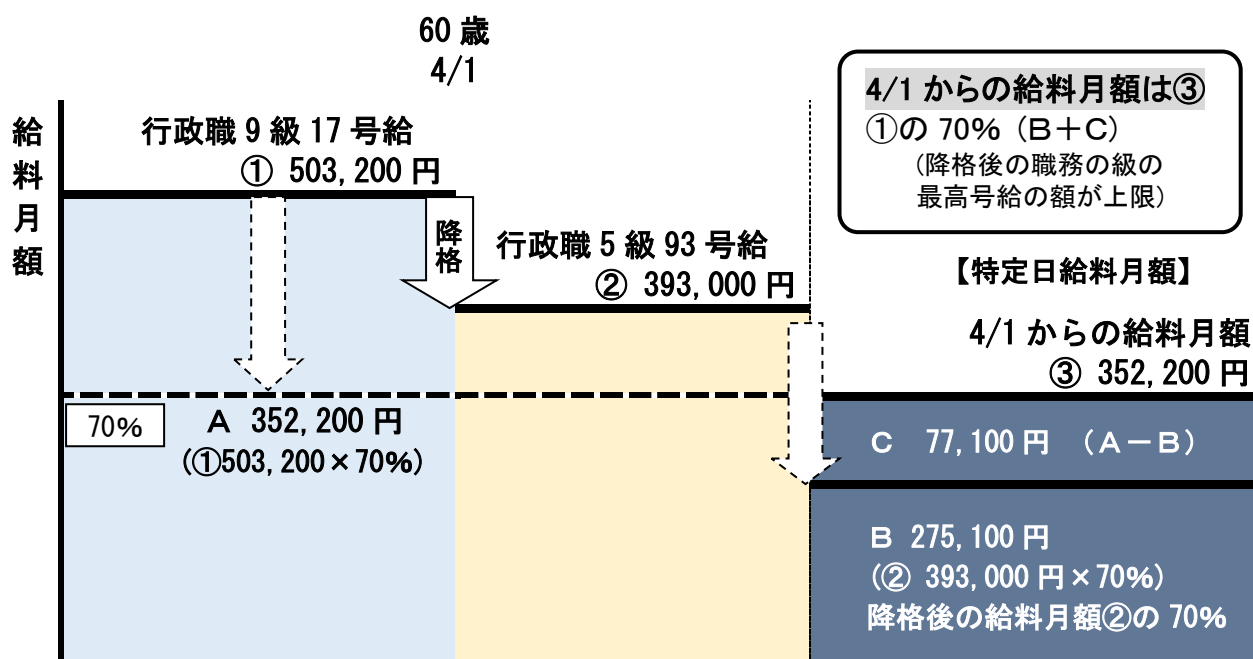 60 歳
4/1
給料月額
行政職 9 級 17 号給
① 503,200 円
降格
行政職 5 級 93 号給
② 393,000 円
4/1 からの給料月額は③
①の 70% (B+C)
(降格後の職務の級の
最高号給の額が上限)
【特定日給料月額】
4/1 からの給料月額
③ 352,200 円
70%
A 352,200 円
(①503,200×70%)
C 77,100 円 (A-B)
B 275,100 円
(② 393,000 円×70%)
降格後の給料月額②の 70%